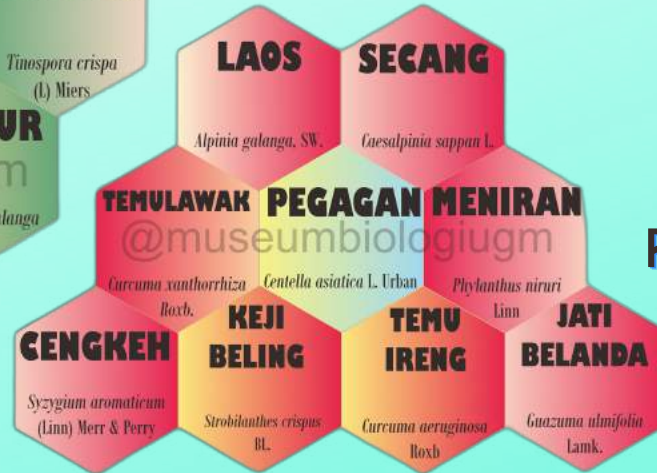 Tinospora crispa
(L) Miers
UR
LAOS
Alpinia galanga. SW.
SECANG
Caesalpinia sappan L.
TEMULAWAK
Curcuma xanthorrhiza
Roxb.
PEGAGAN
Centella asiatica L. Urban
MENIRAN
Phylanthus niruri
Linn
@museumbiologiugm
CENGKEH
Syzygium aromaticum
(Linn) Merr & Perry
KEJI
BELING
Strobilanthes crispus
BL.
TEMU
IRENG
Curcuma aeruginosa
Roxb
JATI
BELANDA
Guazuma ulmifolia
Lamk.